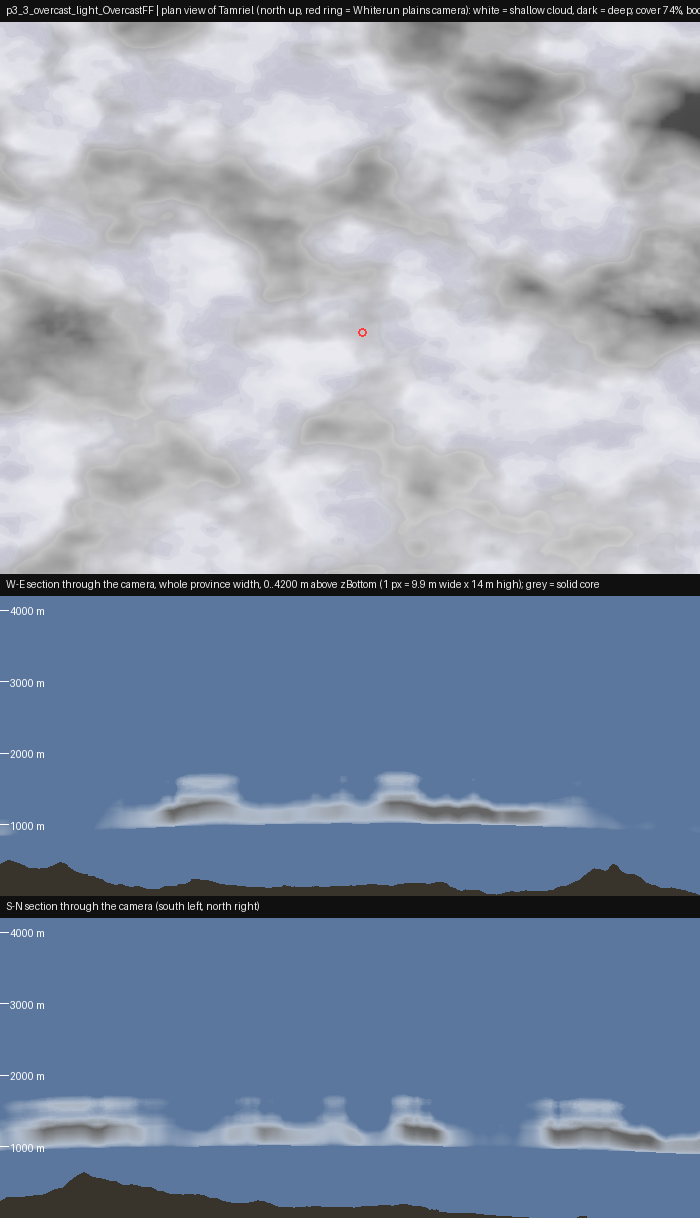 p3_3_overcast_light_OvercastFF | plan view of Tamriel (north up, red ring = Whiterun plains camera): white = shallow cloud, dark = deep; cover 74%,
W-E section through the camera, whole province width, 0..4200 m above zBottom (1 px = 9.9 m wide x 14 m high); grey = solid core
4000 m
3000 m
2000 m
1000 m
S-N section through the camera (south left, north right)
4000 m
3000 m
2000 m
1000 m